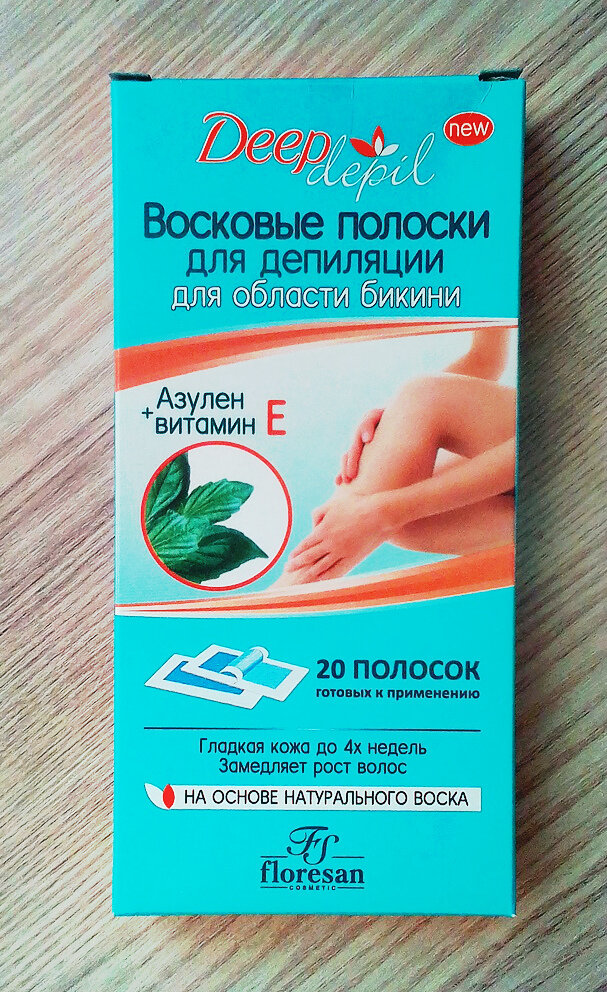 Deep
depil
new
Восковые полоски
для депиляции
для области бикини
Азулен
+ витамин Е
20 ПОЛОСОК
готовых к применению
Гладкая кожа до 4х недель
Замедляет рост волос
НА ОСНОВЕ НАТУРАЛЬНОГО ВОСКА
FS
floresan
COSMETIC